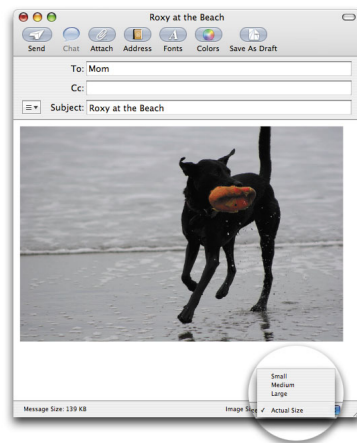 Roxy at the Beach
Send Chat Attach Address Fonts Colors Save As Draft
To: Mom
Cc:
Subject: Roxy at the Beach
Small
Medium
Large
Message Size: 139 KB Image Size ✓ Actual Size